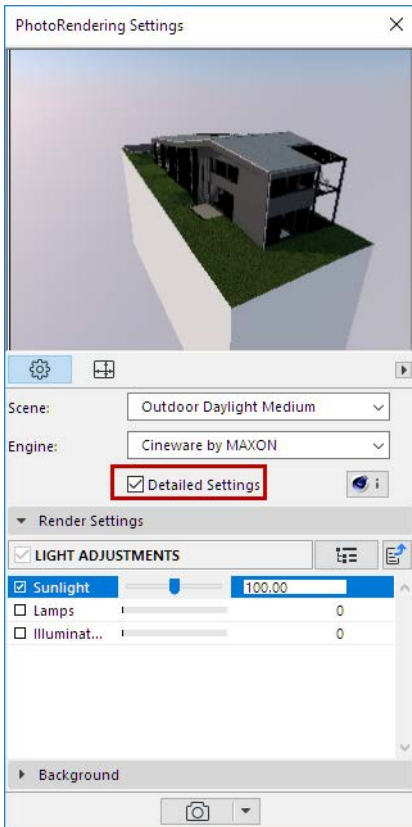 PhotoRendering Settings
Scene: Outdoor Daylight Medium
Engine: Cineware by MAXON
Detailed Settings
i
Render Settings
LIGHT ADJUSTMENTS
Sunlight 100.00
Lamps 0
Illuminat... 0
Background